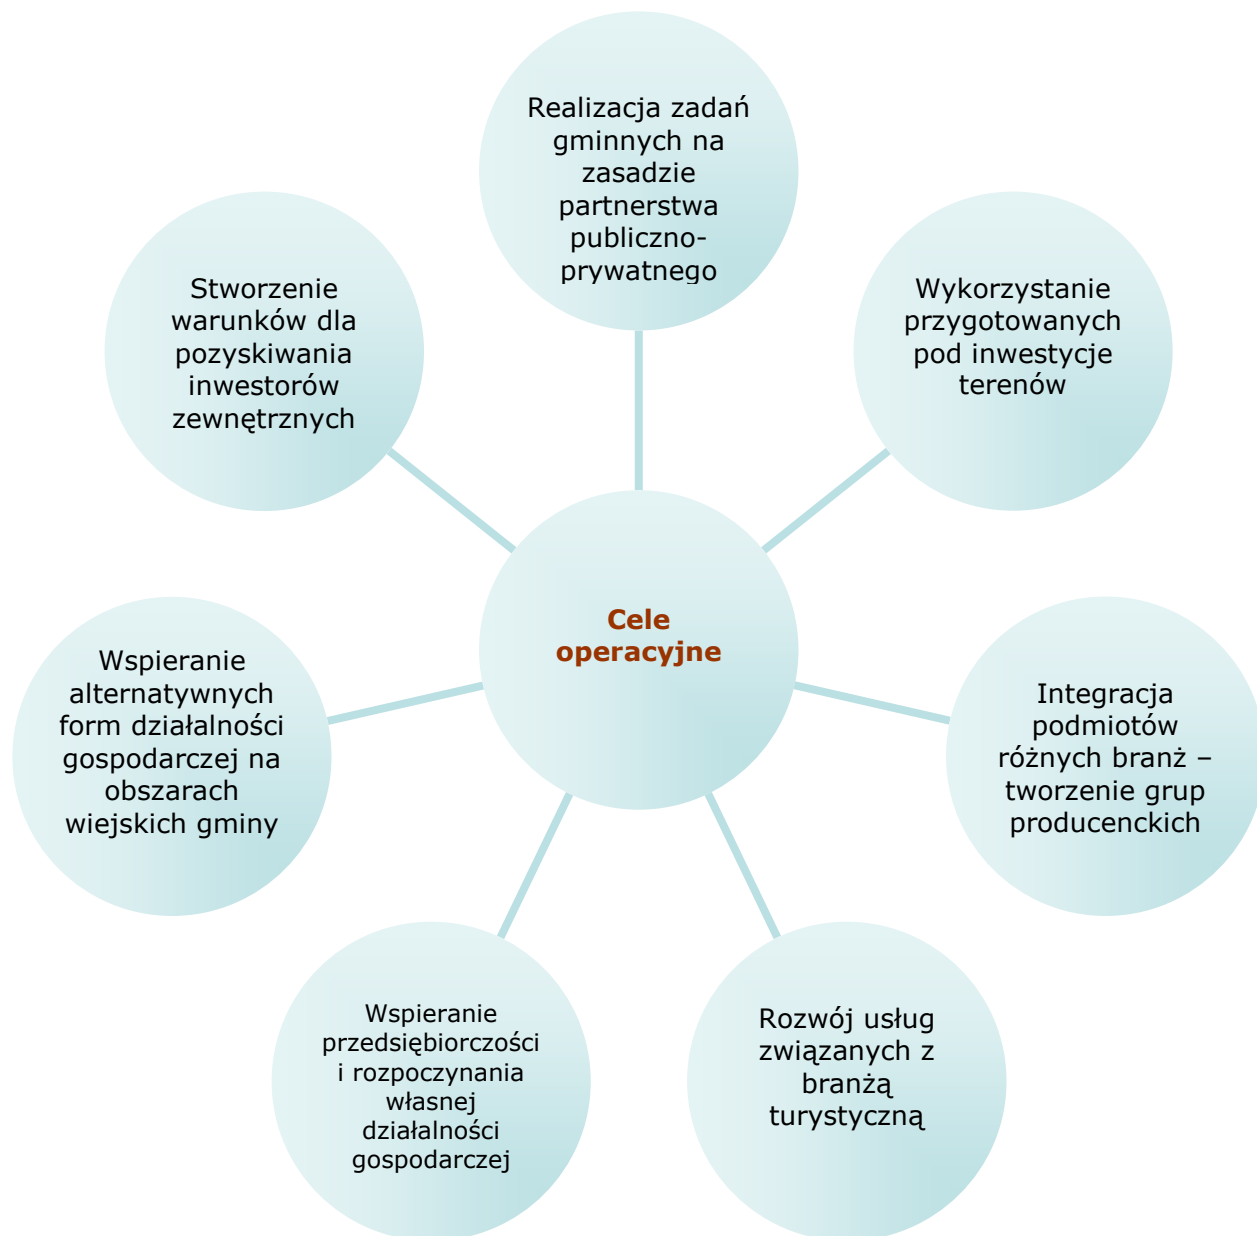 Realizacja zadań
gminnych na
zasadzie
partnerstwa
publiczno-
prywatnego
Stworzenie
warunków dla
pozyskiwania
inwestorów
zewnętrznych
Wykorzystanie
przygotowanych
pod inwestycje
terenów
Cele
operacyjne
Wspieranie
alternatywnych
form działalności
gospodarczej na
obszarach
wiejskich gminy
Integracja
podmiotów
różnych branż –
tworzenie grup
producenckich
Wspieranie
przedsiębiorczości
i rozpoczynania
własnej
działalności
gospodarczej
Rozwój usług
związanych z
branżą
turystyczną